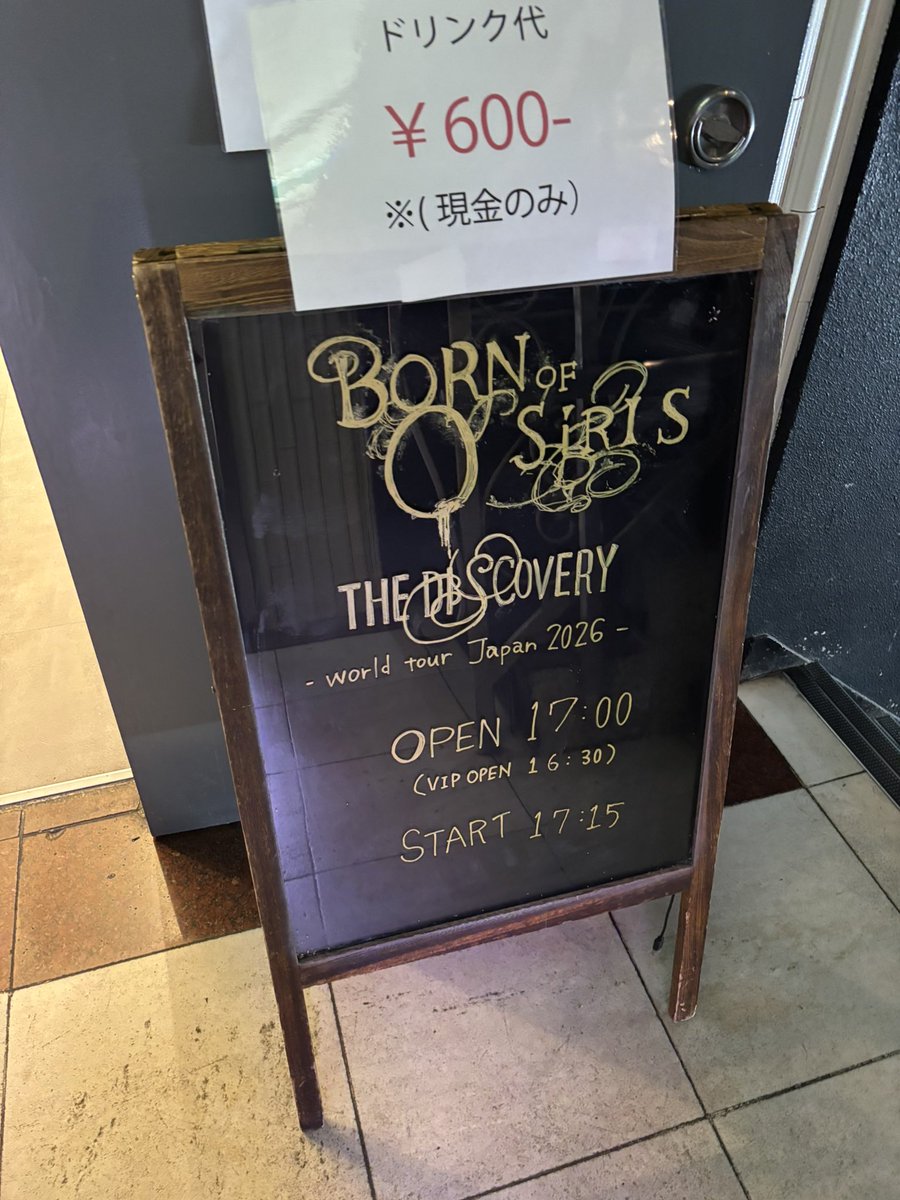 ドリンク代
¥600-
※(現金のみ)
BORN OF
OSIRIS
THE DISCOVERY
- world tour Japan 2026 -
OPEN 17:00
(VIP OPEN 16:30)
START 17:15